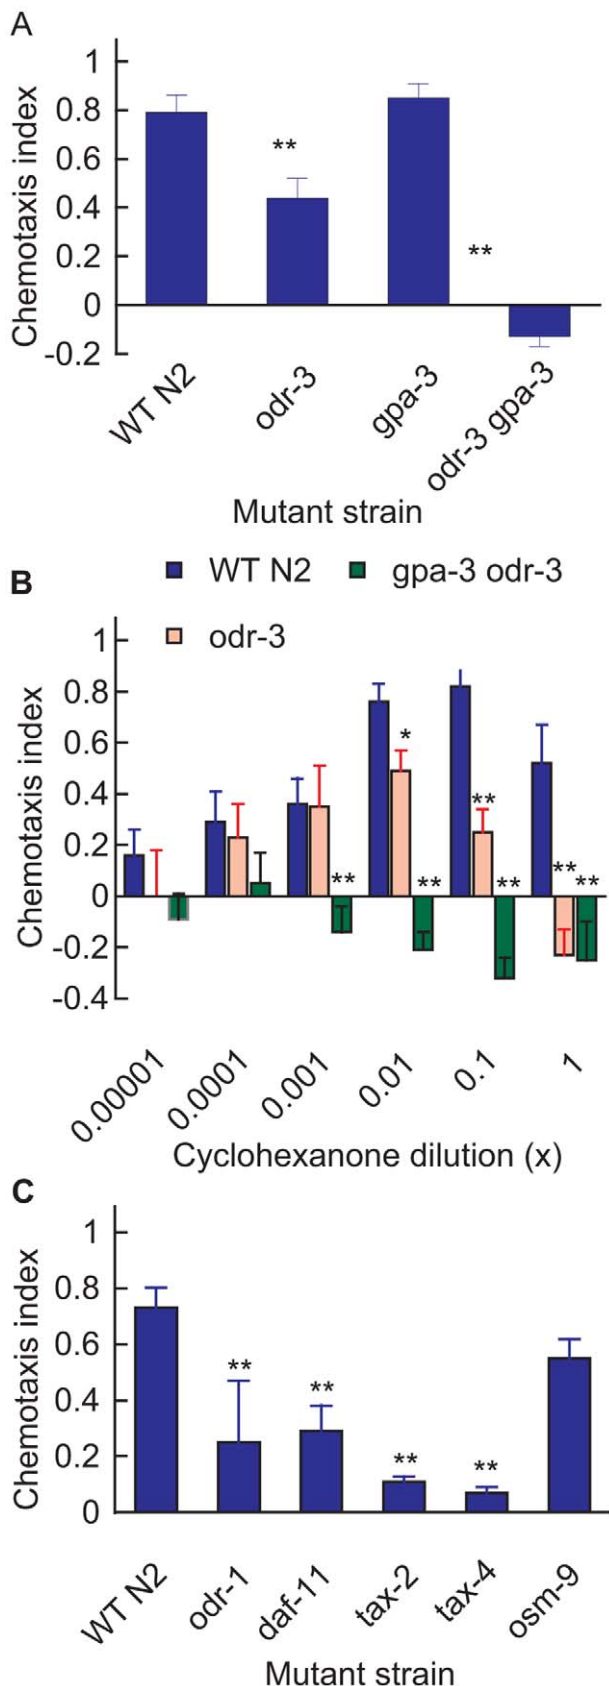 A
Chemotaxis index
1
0.8
0.6
0.4
0.2
0
-0.2
**
**
WT N2
odr-3
gpa-3
odr-3 gpa-3
Mutant strain
B
WT N2
gpa-3 odr-3
odr-3
Chemotaxis index
1
0.8
0.6
0.4
0.2
0
-0.2
-0.4
*
**
**
**
**
**
**
0.00001
0.0001
0.001
0.01
0.1
1
Cyclohexanone dilution (x)
C
Chemotaxis index
1
0.8
0.6
0.4
0.2
0
**
**
**
**
WT N2
odr-1
daf-11
tax-2
tax-4
osm-9
Mutant strain